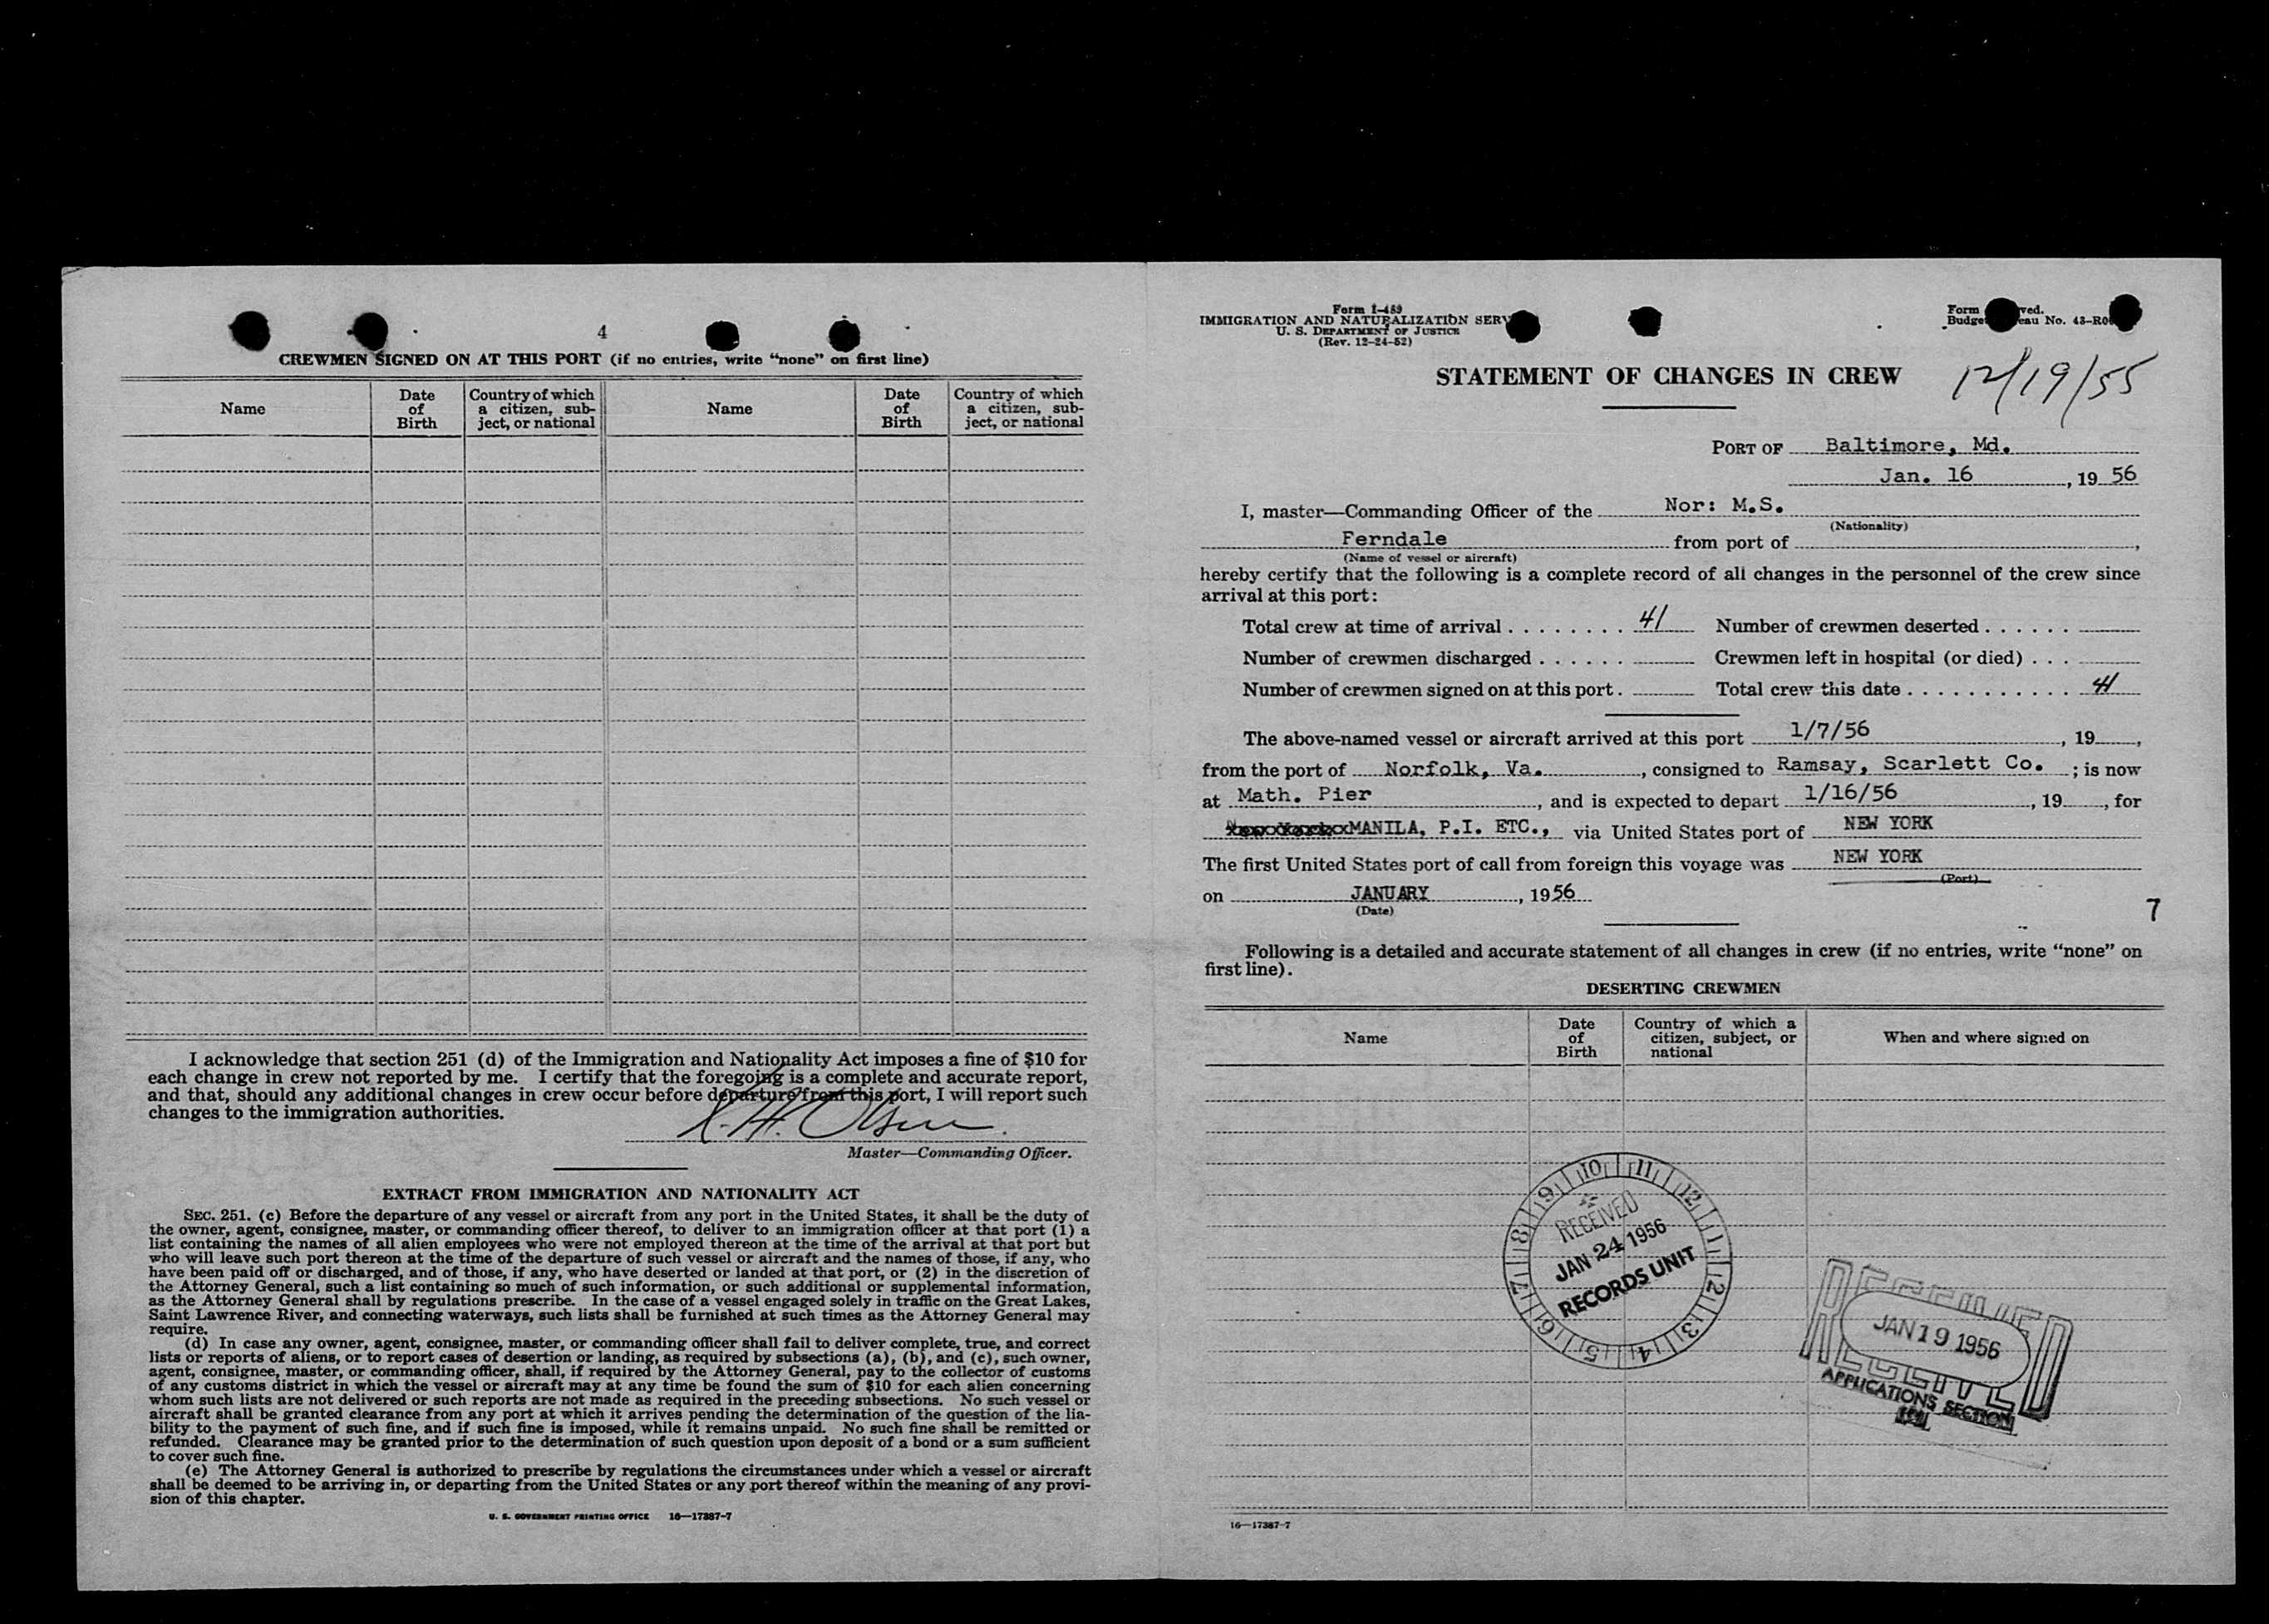 4
CREWMEN SIGNED ON AT THIS PORT (if no entries, write “none” on first line)
Name
Date
of
Birth
Country of which
a citizen, sub-
ject, or national
Name
Date
of
Birth
Country of which
a citizen, sub-
ject, or national
I acknowledge that section 251 (d) of the Immigration and Nationality Act imposes a fine of $10 for
each change in crew not reported by me. I certify that the foregoing is a complete and accurate report,
and that, should any additional changes in crew occur before departure from this port, I will report such
changes to the immigration authorities.
Olsen
Master—Commanding Officer.
EXTRACT FROM IMMIGRATION AND NATIONALITY ACT
SEC. 251. (c) Before the departure of any vessel or aircraft from any port in the United States, it shall be the duty of
the owner, agent, consignee, master, or commanding officer thereof, to deliver to an immigration officer at that port (1) a
list containing the names of all alien employees who were not employed thereon at the time of the arrival at that port but
who will leave such port thereon at the time of the departure of such vessel or aircraft and the names of those, if any, who
have been paid off or discharged, and of those, if any, who have deserted or landed at that port, or (2) in the discretion of
the Attorney General, such a list containing so much of such information, or such additional or supplemental information,
as the Attorney General shall by regulations prescribe. In the case of a vessel engaged solely in traffic on the Great Lakes,
Saint Lawrence River, and connecting waterways, such lists shall be furnished at such times as the Attorney General may
require.
(d) In case any owner, agent, consignee, master, or commanding officer shall fail to deliver complete, true, and correct
lists or reports of aliens, or to report cases of desertion or landing, as required by subsections (a), (b), and (c), such owner,
agent, consignee, master, or commanding officer, shall, if required by the Attorney General, pay to the collector of customs
of any customs district in which the vessel or aircraft may at any time be found the sum of $10 for each alien concerning
whom such lists are not delivered or such reports are not made as required in the preceding subsections. No such vessel or
aircraft shall be granted clearance from any port at which it arrives pending the determination of the question of the lia-
bility to the payment of such fine, and if such fine is imposed, while it remains unpaid. No such fine shall be remitted or
refunded. Clearance may be granted prior to the determination of such question upon deposit of a bond or a sum sufficient
to cover such fine.
(e) The Attorney General is authorized to prescribe by regulations the circumstances under which a vessel or aircraft
shall be deemed to be arriving in, or departing from the United States or any port thereof within the meaning of any provi-
sion of this chapter.
U. S. GOVERNMENT PRINTING OFFICE 16—17387-7
Form I-489
IMMIGRATION AND NATURALIZATION SERV
U. S. DEPARTMENT OF JUSTICE
(Rev. 12-24-52)
Form ved.
Budge eau No. 43-R0
STATEMENT OF CHANGES IN CREW
12/19/55
PORT OF Baltimore, Md.
Jan. 16, 19 56
I, master—Commanding Officer of the Nor: M.S.
(Nationality)
Ferndale from port of ,
(Name of vessel or aircraft)
hereby certify that the following is a complete record of all changes in the personnel of the crew since
arrival at this port:
Total crew at time of arrival . . . . . . . . 41 Number of crewmen deserted . . . . . .
Number of crewmen discharged . . . . . . Crewmen left in hospital (or died) . . .
Number of crewmen signed on at this port . Total crew this date . . . . . . . . . . . . 41
The above-named vessel or aircraft arrived at this port 1/7/56, 19 ,
from the port of Norfolk, Va., consigned to Ramsay, Scarlett Co. ; is now
at Math. Pier, and is expected to depart 1/16/56, 19 , for
MANILA, P.I. ETC., via United States port of NEW YORK
The first United States port of call from foreign this voyage was NEW YORK
(Port)
on JANUARY, 1956
(Date)
7
Following is a detailed and accurate statement of all changes in crew (if no entries, write “none” on
first line).
DESERTING CREWMEN
Name
Date
of
Birth
Country of which a
citizen, subject, or
national
When and where signed on
10 11 12 1 2 3 4 5 6 7 8 9
RECEIVED
JAN 24 1956
RECORDS UNIT
RECEIVED
JAN 19 1956
RECEIVED
APPLICATIONS SECTION
16—17387-7